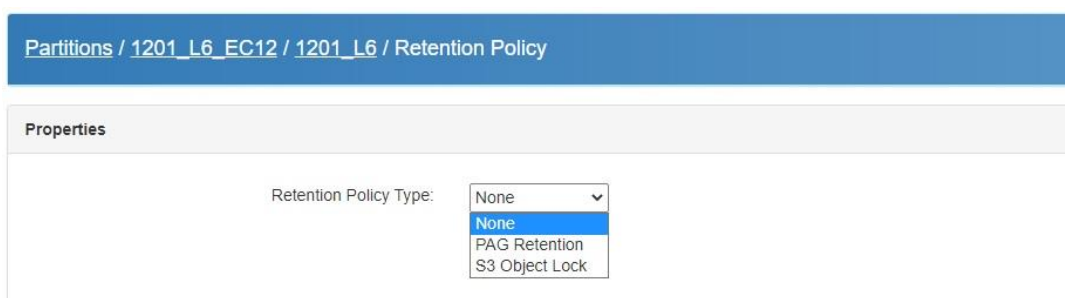 Partitions / 1201_L6_EC12 / 1201_L6 / Retention Policy
Properties
Retention Policy Type: None
None
PAG Retention
S3 Object Lock